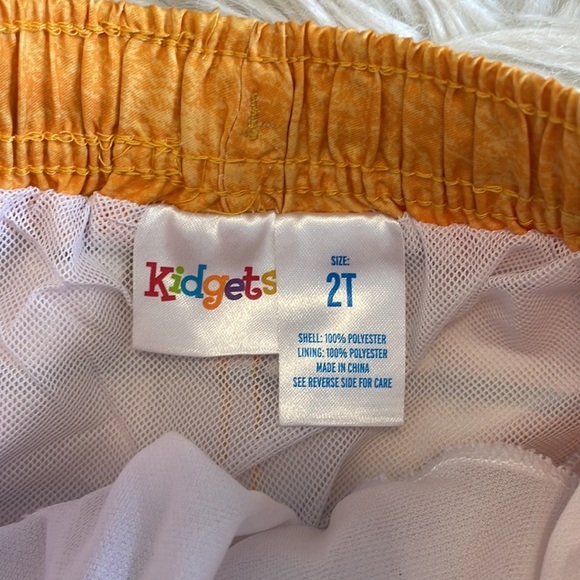 Kidgets
SIZE:
2T
SHELL: 100% POLYESTER
LINING: 100% POLYESTER
MADE IN CHINA
SEE REVERSE SIDE FOR CARE